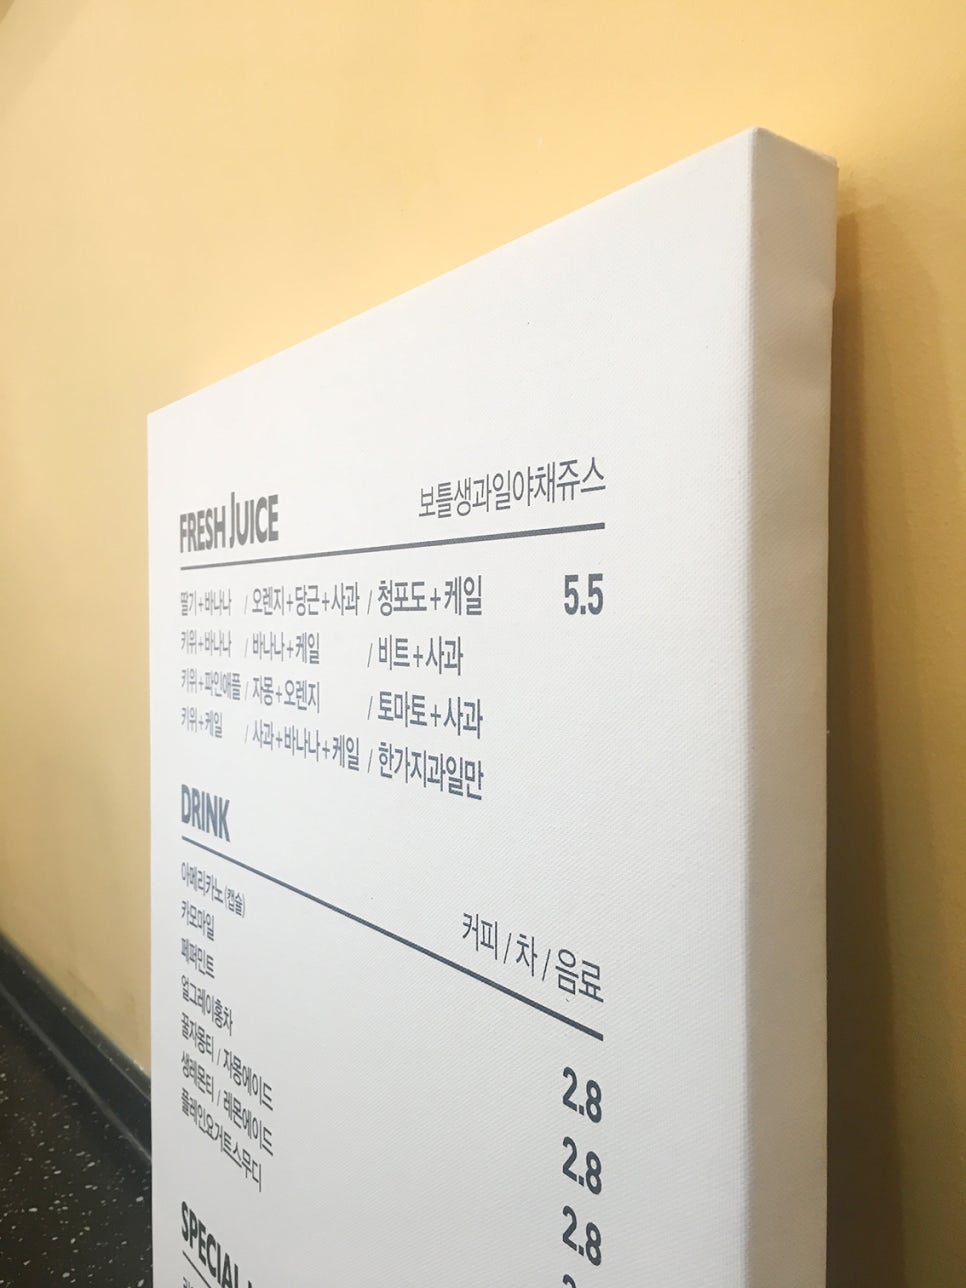 FRESH JUICE 보틀생과일야채쥬스
딸기+바나나 / 오렌지+당근+사과 / 청포도+케일 5.5
키위+바나나 / 바나나+케일 / 비트+사과
키위+파인애플 / 자몽+오렌지 / 토마토+사과
키위+케일 / 사과+바나나+케일 / 한가지과일만
DRINK 커피 / 차 / 음료
아메리카노(캡슐) 2.8
카모마일 2.8
페퍼민트 2.8
얼그레이홍차
꿀자몽티 / 자몽에이드
생레몬티 / 레몬에이드
플레인요거트스무디
SPECIAL